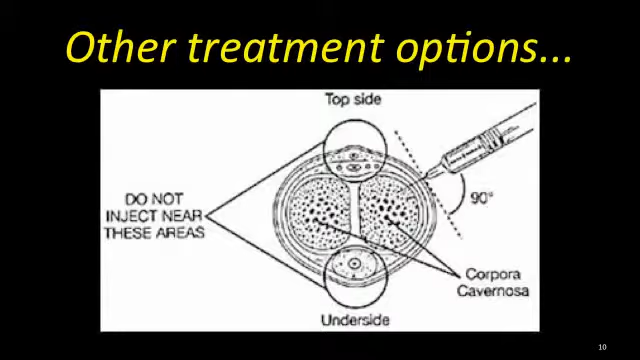 Other treatment options...
Top side
DO NOT
INJECT NEAR
THESE AREAS
90°
Corpora
Cavernosa
Underside
10